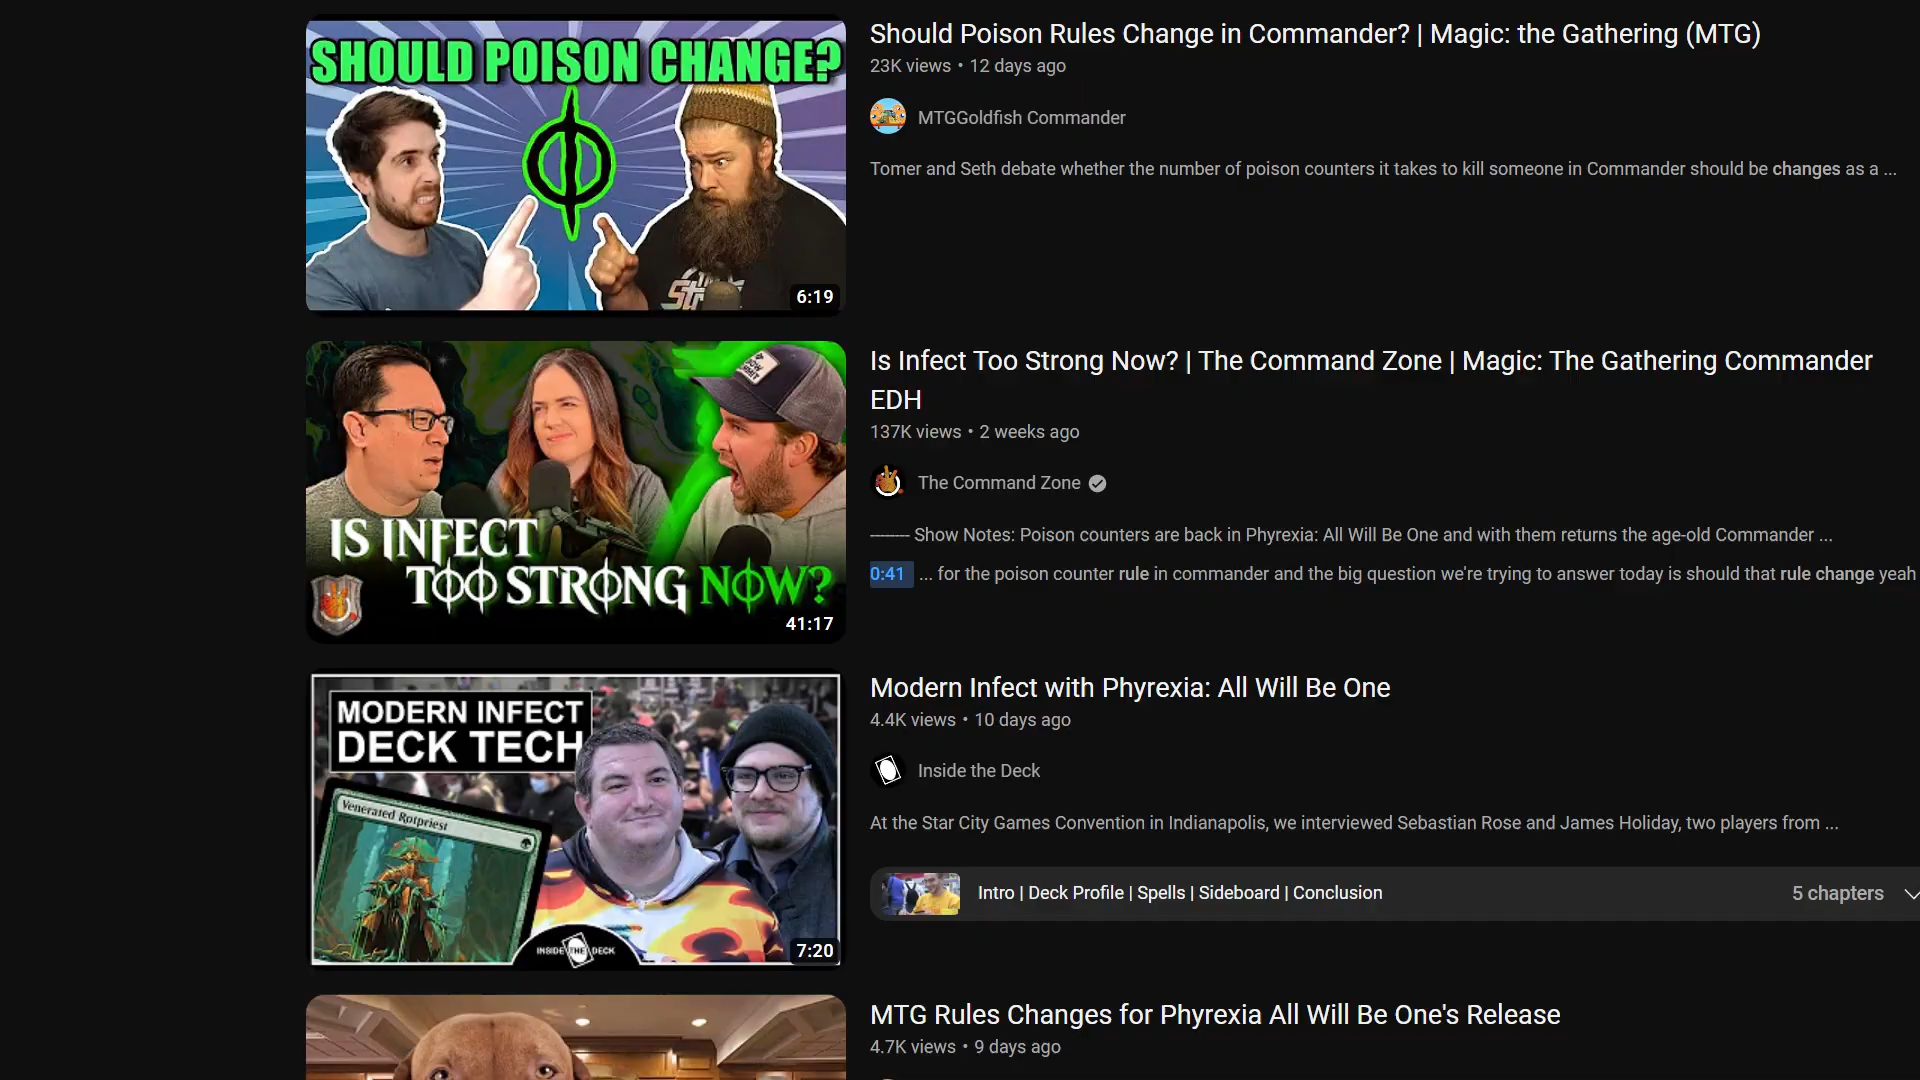 SHOULD POISON CHANGE?
6:19
Should Poison Rules Change in Commander? | Magic: the Gathering (MTG)
23K views • 12 days ago
MTGGoldfish Commander
Tomer and Seth debate whether the number of poison counters it takes to kill someone in Commander should be changes as a ...
IS INFECT
TOO STRONG NOW?
41:17
Is Infect Too Strong Now? | The Command Zone | Magic: The Gathering Commander
EDH
137K views • 2 weeks ago
The Command Zone
-------- Show Notes: Poison counters are back in Phyrexia: All Will Be One and with them returns the age-old Commander ...
0:41 ... for the poison counter rule in commander and the big question we're trying to answer today is should that rule change yeah
MODERN INFECT
DECK TECH
Venerated Rotpriest
INSIDE THE DECK
7:20
Modern Infect with Phyrexia: All Will Be One
4.4K views • 10 days ago
Inside the Deck
At the Star City Games Convention in Indianapolis, we interviewed Sebastian Rose and James Holiday, two players from ...
Intro | Deck Profile | Spells | Sideboard | Conclusion
5 chapters
MTG Rules Changes for Phyrexia All Will Be One's Release
4.7K views • 9 days ago